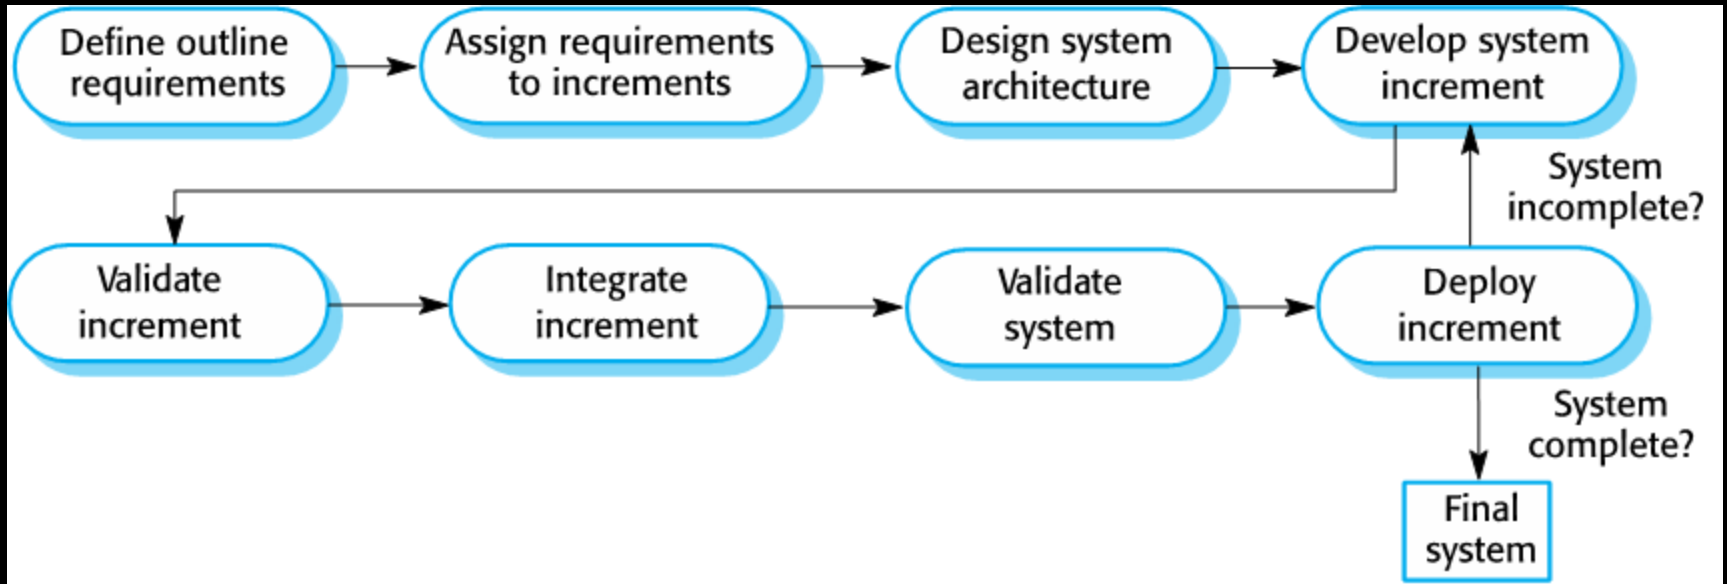 Define outline
requirements
Assign requirements
to increments
Design system
architecture
Develop system
increment
System
incomplete?
Validate
increment
Integrate
increment
Validate
system
Deploy
increment
System
complete?
Final
system